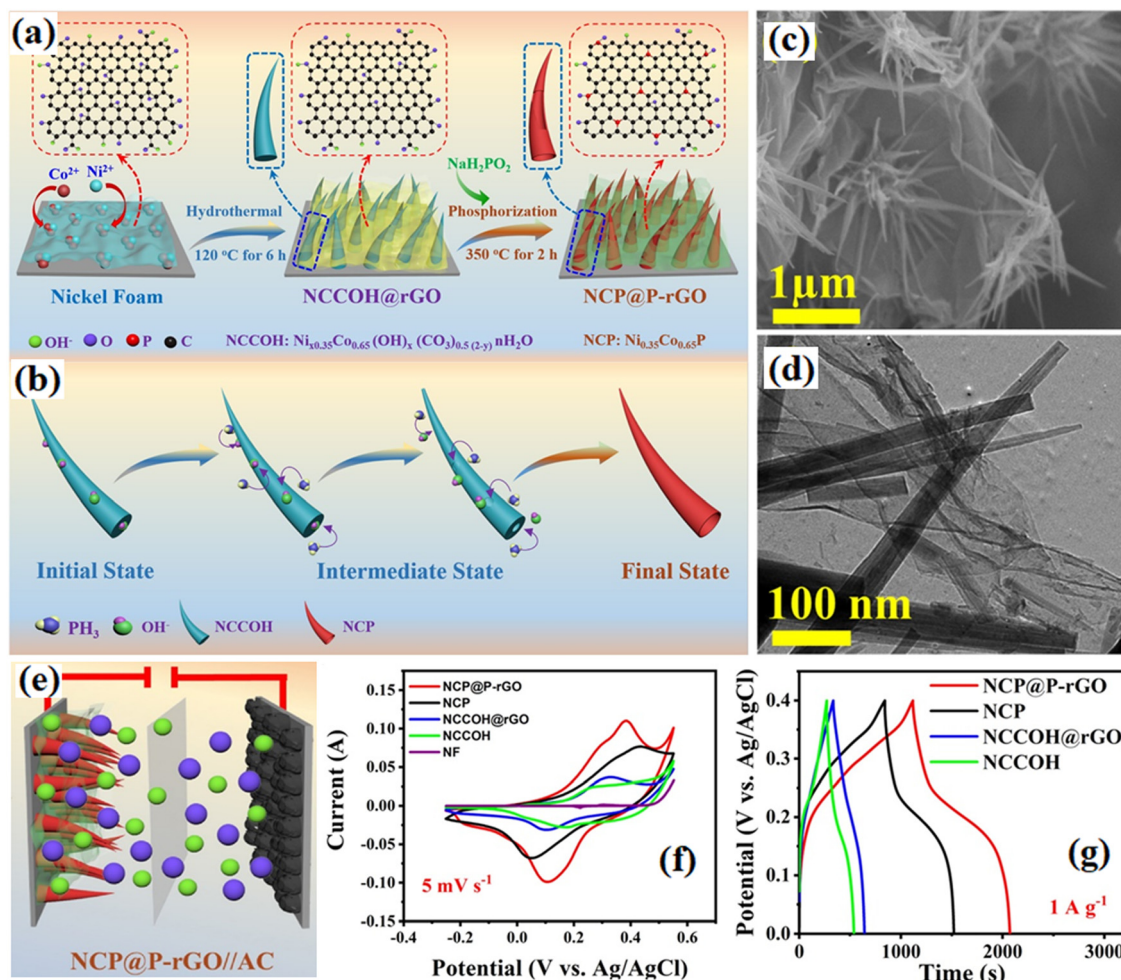 (a)
Co²⁺ Ni²⁺
Hydrothermal
120 °C for 6 h
NaH₂PO₂
Phosphorization
350 °C for 2 h
Nickel Foam
NCCOH@rGO
NCP@P-rGO
OH⁻ O P C
NCCOH: Niₓ₀.₃₅Co₀.₆₅ (OH)ₓ (CO₃)₀.₅ ₍₂₋ᵧ₎ nH₂O
NCP: Ni₀.₃₅Co₀.₆₅P
(b)
Initial State
Intermediate State
Final State
PH₃ OH⁻ NCCOH NCP
(c)
1µm
(d)
100 nm
(e)
NCP@P-rGO//AC
NCP@P-rGO
NCP
NCCOH@rGO
NCCOH
NF
Current (A)
0.15
0.10
0.05
0.00
-0.05
-0.10
-0.15
5 mV s⁻¹
(f)
-0.4 -0.2 0.0 0.2 0.4 0.6
Potential (V vs. Ag/AgCl)
NCP@P-rGO
NCP
NCCOH@rGO
NCCOH
Potential (V vs. Ag/AgCl)
0.4
0.3
0.2
0.1
0.0
(g)
1 A g⁻¹
0 1000 2000
Time (s)